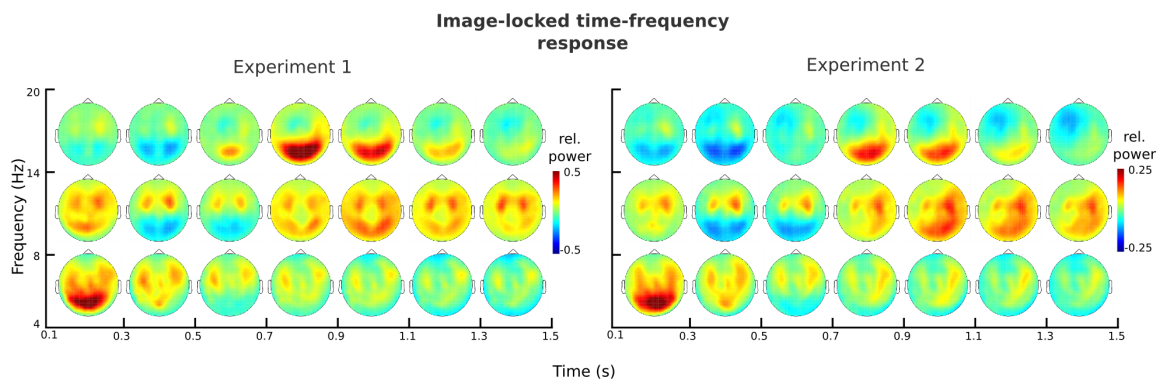 Image-locked time-frequency
response
Experiment 1
Experiment 2
Frequency (Hz)
20
14
8
4
0.1 0.3 0.5 0.7 0.9 1.1 1.3 1.5
rel.
power
0.5
-0.5
0.1 0.3 0.5 0.7 0.9 1.1 1.3 1.5
rel.
power
0.25
-0.25
Time (s)